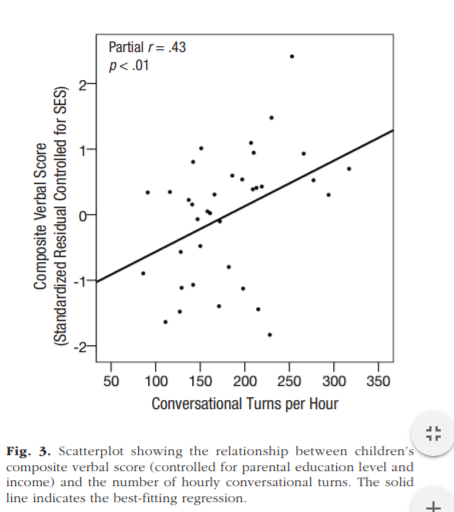 Partial r = .43
p < .01
2
1
0
-1
-2
Composite Verbal Score
(Standardized Residual Controlled for SES)
50 100 150 200 250 300 350
Conversational Turns per Hour
Fig. 3. Scatterplot showing the relationship between children's
composite verbal score (controlled for parental education level and
income) and the number of hourly conversational turns. The solid
line indicates the best-fitting regression.